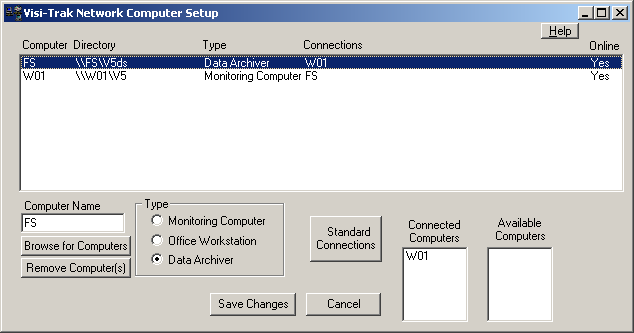 Visi-Trak Network Computer Setup
Help
Computer Directory Type Connections Online
FS \\FS\V5ds Data Archiver W01 Yes
W01 \\W01\V5 Monitoring Computer FS Yes
Computer Name
FS
Browse for Computers
Remove Computer(s)
Type
Monitoring Computer
Office Workstation
Data Archiver
Standard
Connections
Connected
Computers
W01
Available
Computers
Save Changes
Cancel